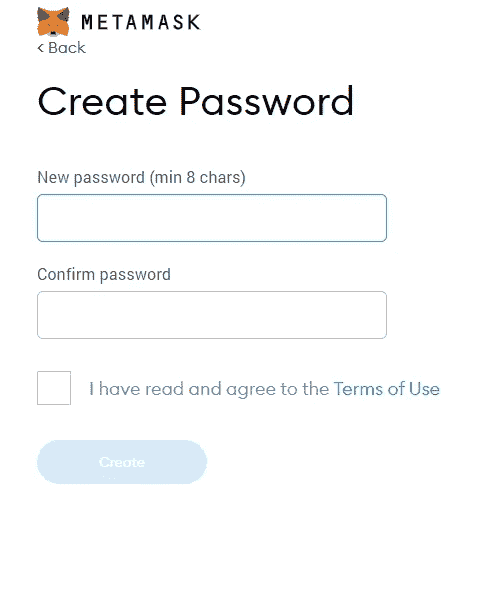 METAMASK
< Back
Create Password
New password (min 8 chars)
Confirm password
I have read and agree to the Terms of Use
Create